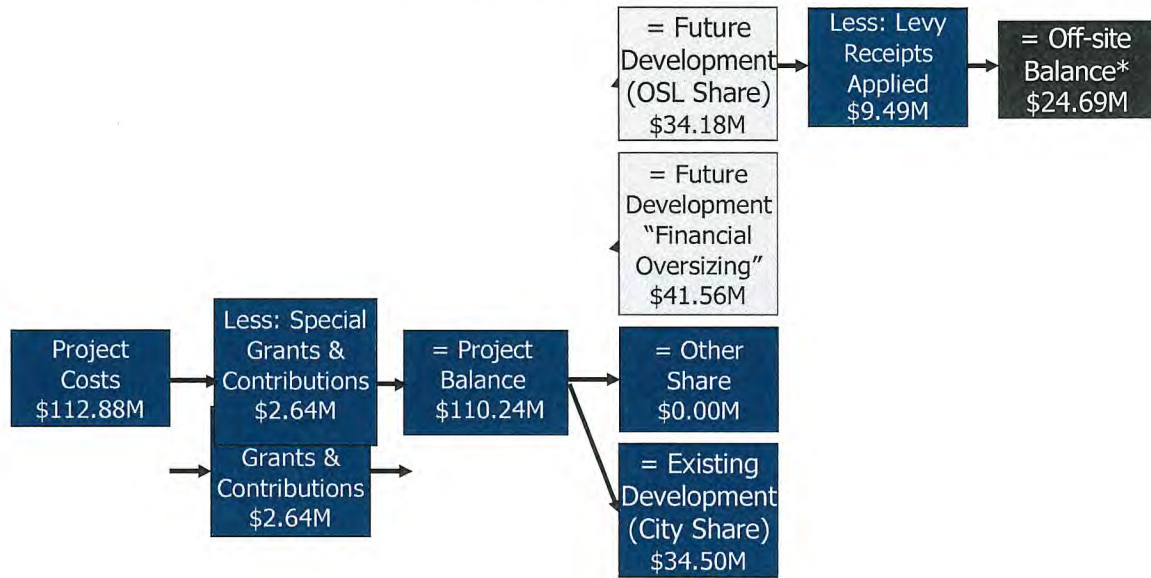 Project
Costs
$112.88M
Less: Special
Grants &
Contributions
$2.64M
Grants &
Contributions
$2.64M
= Project
Balance
$110.24M
= Future
Development
(OSL Share)
$34.18M
Less: Levy
Receipts
Applied
$9.49M
= Off-site
Balance*
$24.69M
= Future
Development
“Financial
Oversizing”
$41.56M
= Other
Share
$0.00M
= Existing
Development
(City Share)
$34.50M